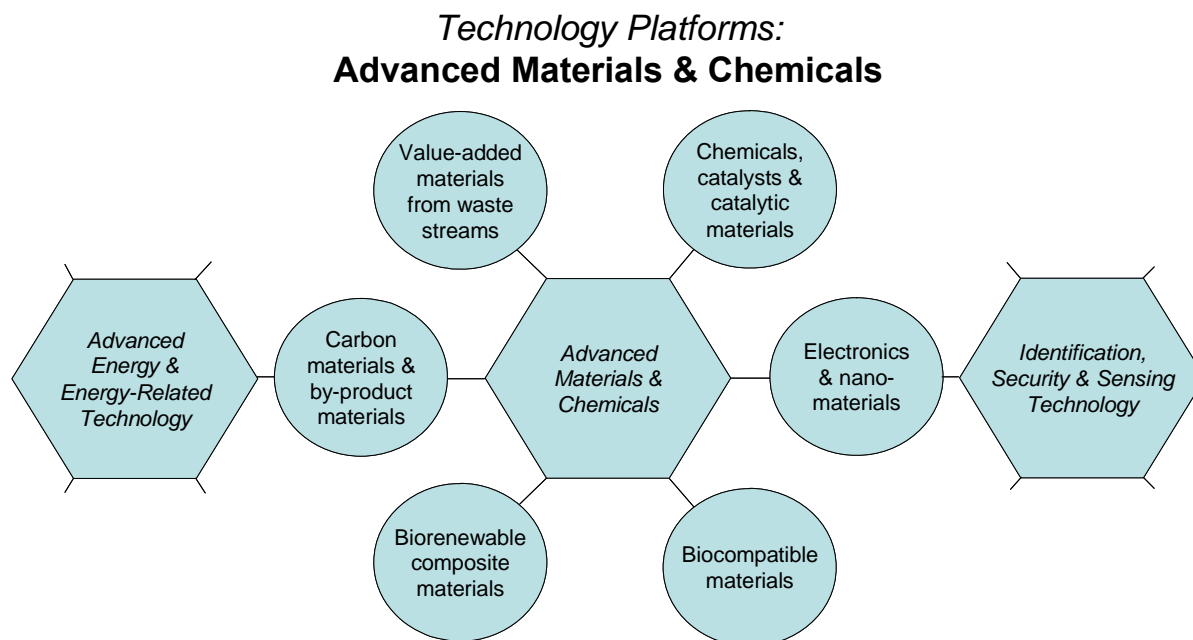 Technology Platforms:
Advanced Materials & Chemicals
Value-added
materials
from waste
streams
Chemicals,
catalysts &
catalytic
materials
Advanced
Energy &
Energy-Related
Technology
Carbon
materials &
by-product
materials
Advanced
Materials &
Chemicals
Electronics
& nano-
materials
Identification,
Security & Sensing
Technology
Biorenewable
composite
materials
Biocompatible
materials